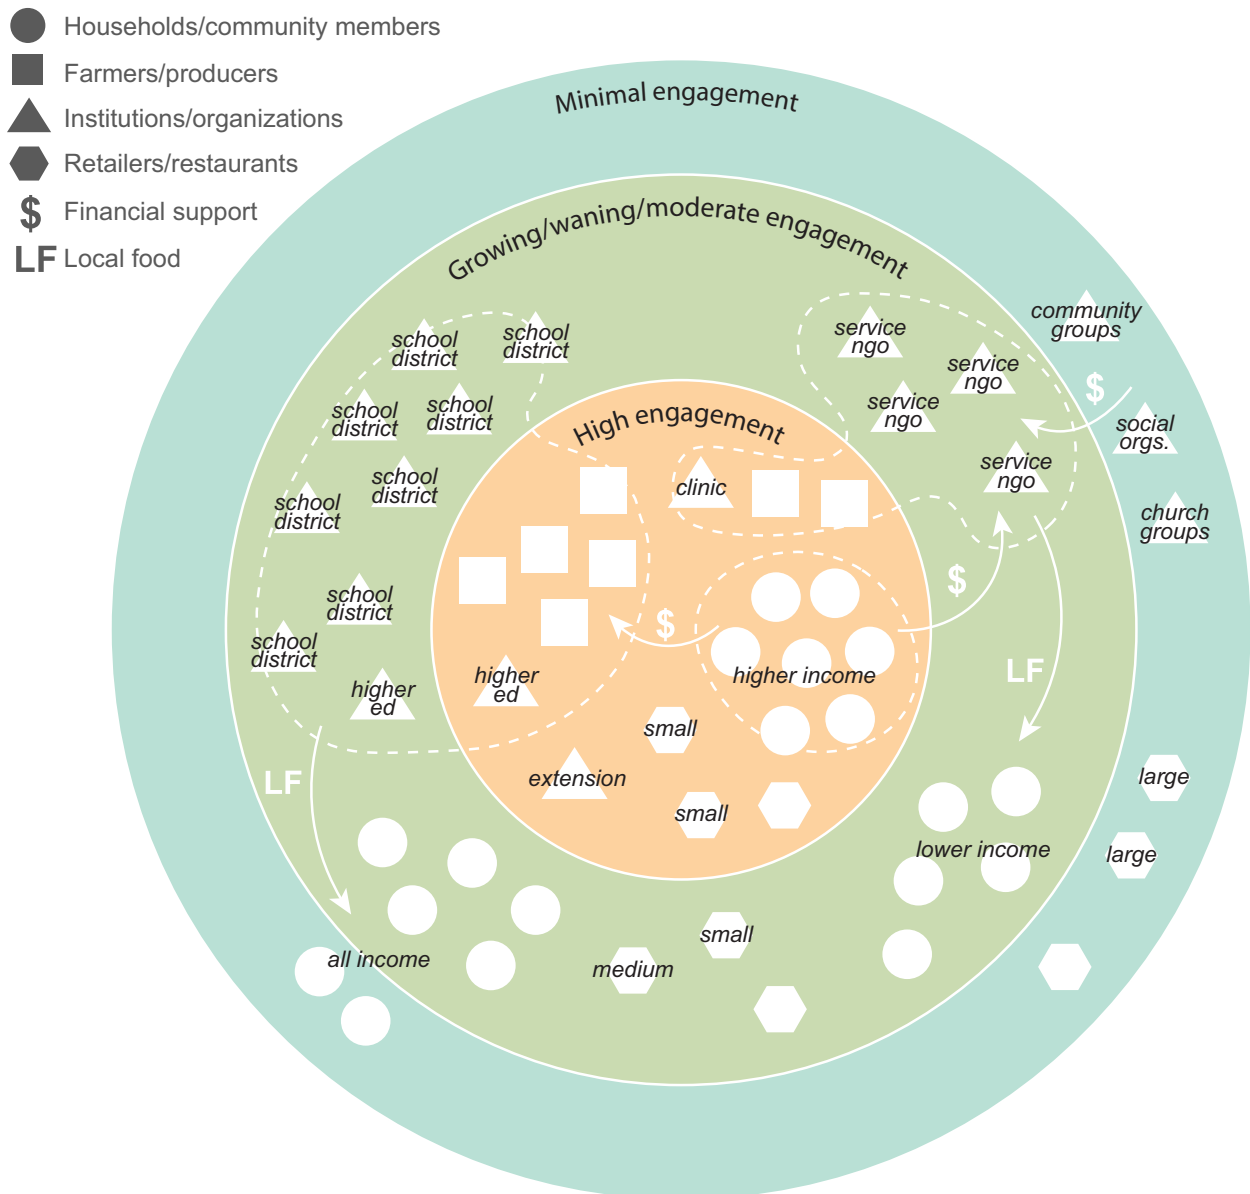 Households/community members
Farmers/producers
Institutions/organizations
Retailers/restaurants
$ Financial support
LF Local food
Minimal engagement
Growing/waning/moderate engagement
High engagement
school
district
school
district
school
district
school
district
school
district
school
district
school
district
school
district
higher
ed
service
ngo
service
ngo
service
ngo
service
ngo
community
groups
$
social
orgs.
church
groups
clinic
$
$
higher income
higher
ed
small
extension
small
LF
LF
large
large
lower income
all income
small
medium